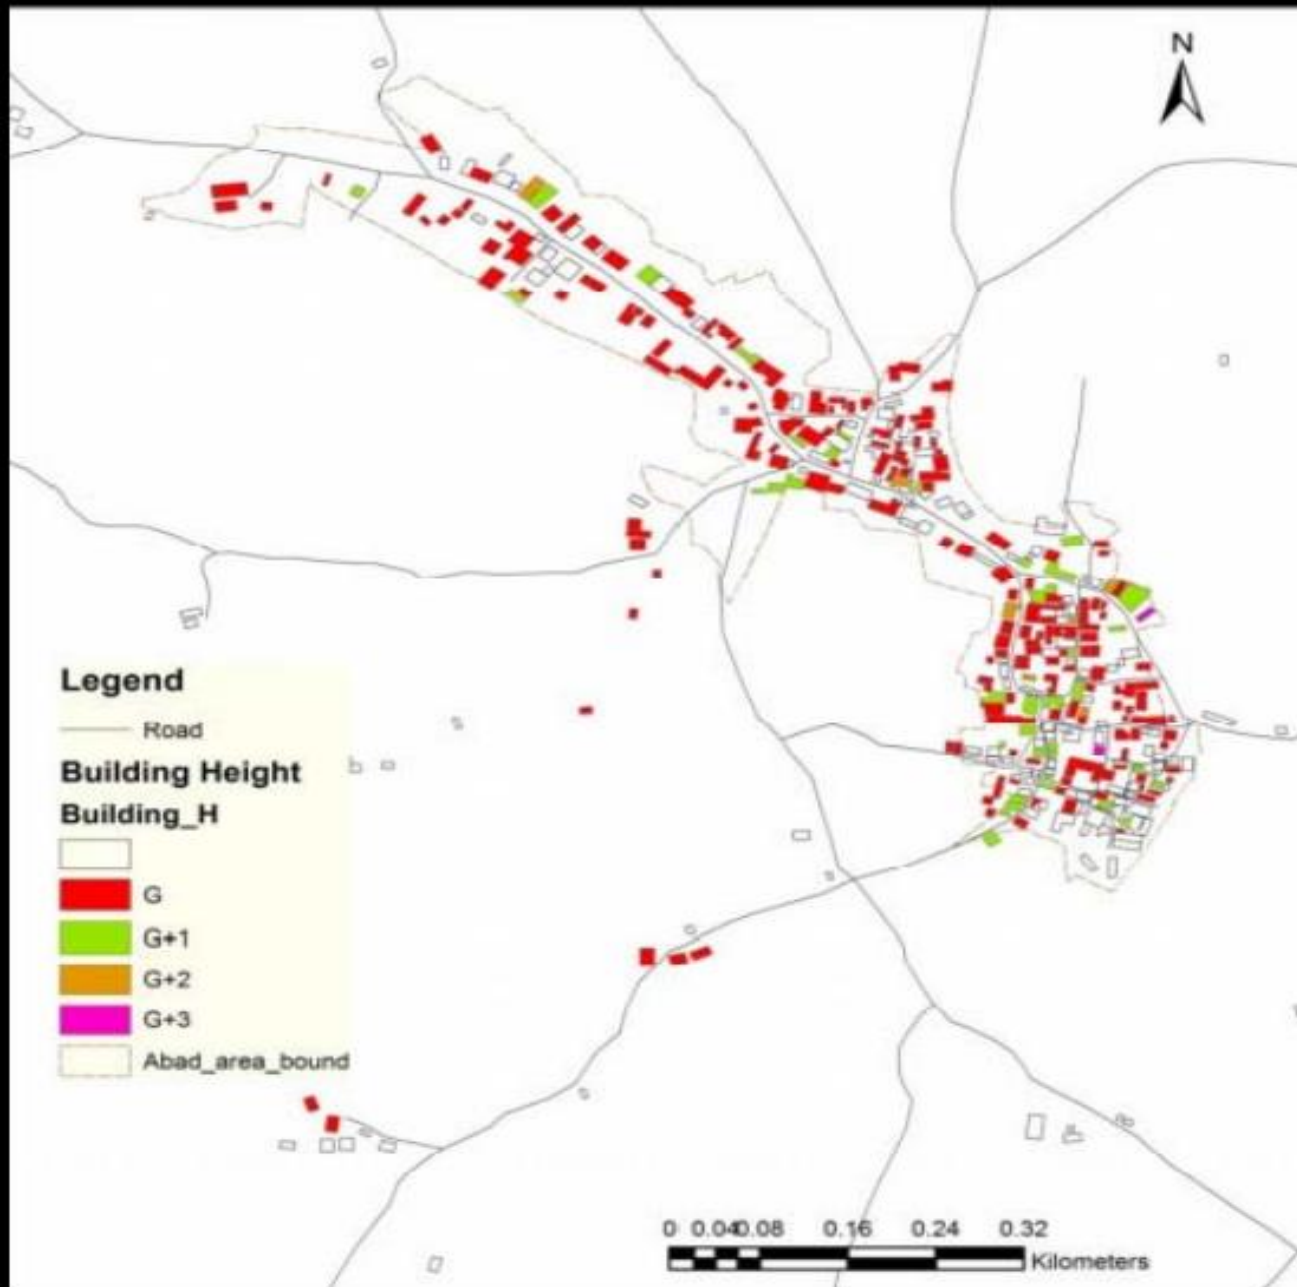 N
Legend
Road
Building Height
Building_H
G
G+1
G+2
G+3
Abad_area_bound
0 0.040.08 0.16 0.24 0.32
Kilometers